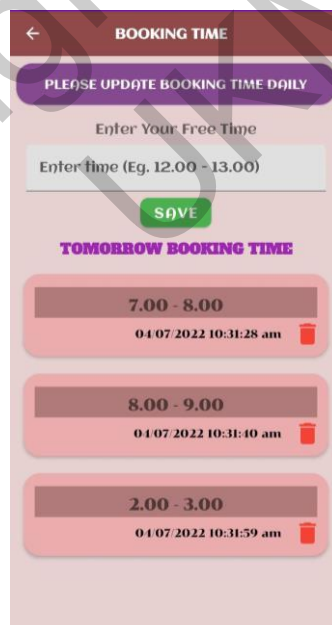 BOOKING TIME
PLEASE UPDATE BOOKING TIME DAILY
Enter Your Free Time
Enter time (Eg. 12.00 - 13.00)
SAVE
TOMORROW BOOKING TIME
7.00 - 8.00
04/07/2022 10:31:28 am
8.00 - 9.00
04/07/2022 10:31:40 am
2.00 - 3.00
04/07/2022 10:31:59 am